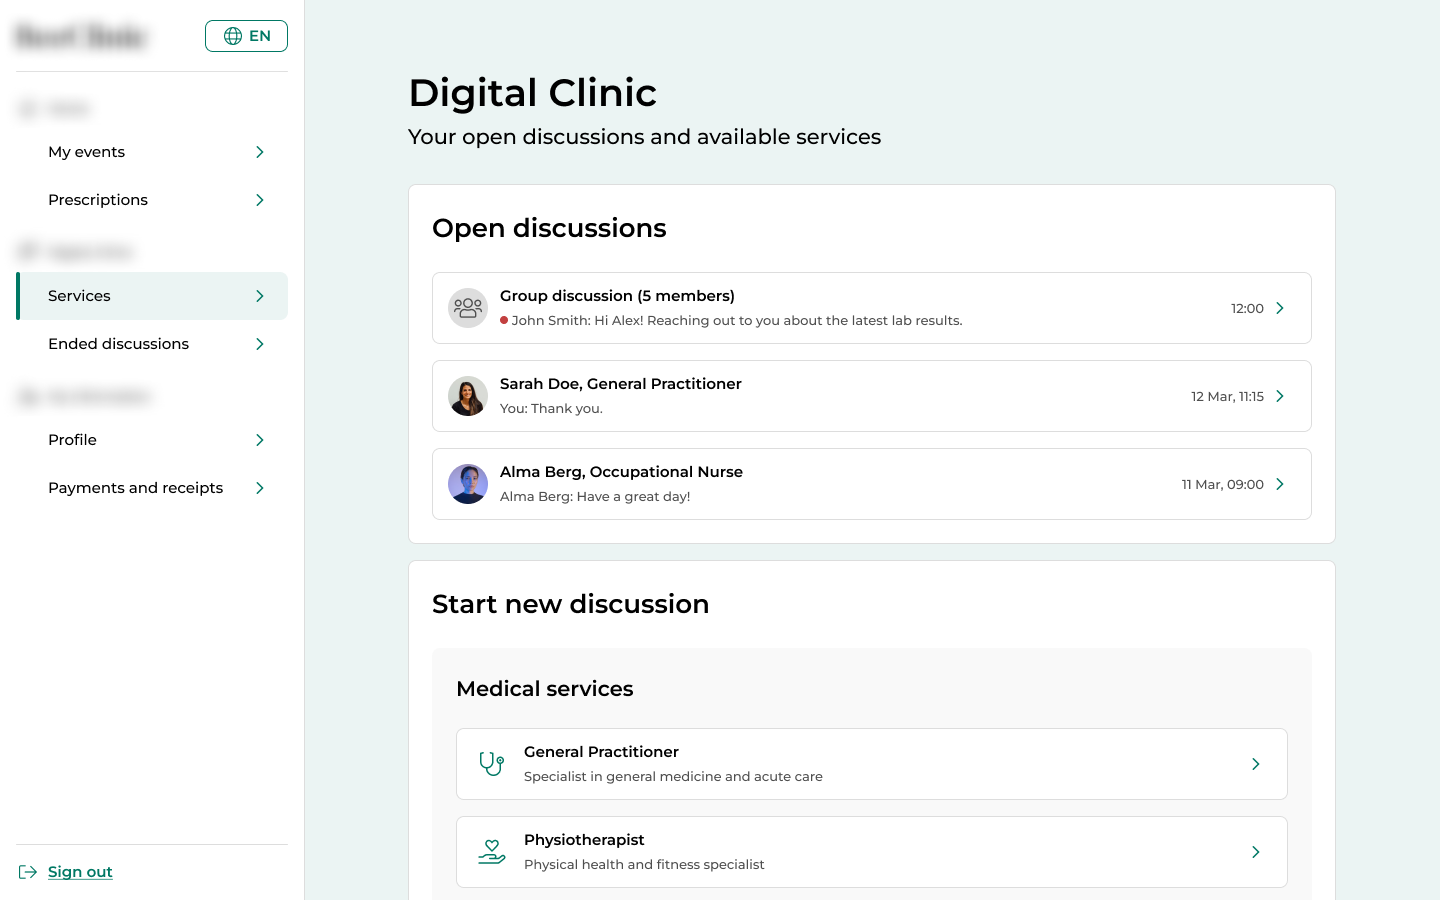 EN
My events
Prescriptions
Services
Ended discussions
Profile
Payments and receipts
Sign out
Digital Clinic
Your open discussions and available services
Open discussions
Group discussion (5 members)
John Smith: Hi Alex! Reaching out to you about the latest lab results.
12:00
Sarah Doe, General Practitioner
You: Thank you.
12 Mar, 11:15
Alma Berg, Occupational Nurse
Alma Berg: Have a great day!
11 Mar, 09:00
Start new discussion
Medical services
General Practitioner
Specialist in general medicine and acute care
Physiotherapist
Physical health and fitness specialist